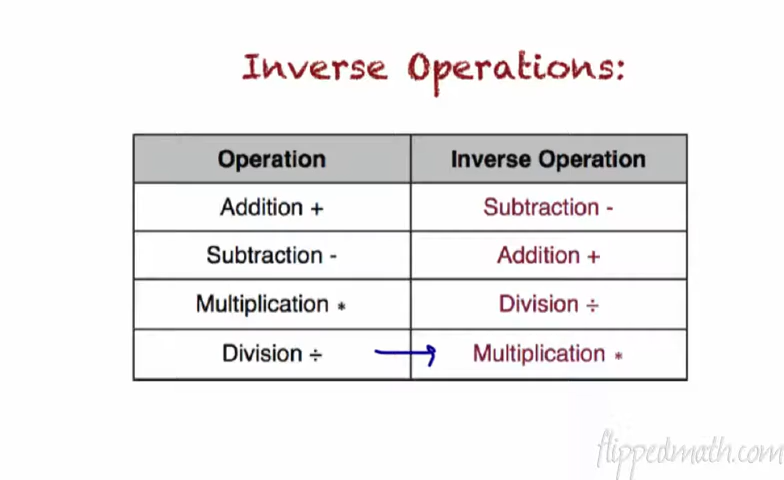 Inverse Operations:
Operation Inverse Operation
Addition + Subtraction -
Subtraction - Addition +
Multiplication * Division ÷
Division ÷ Multiplication *
flippedmath.com